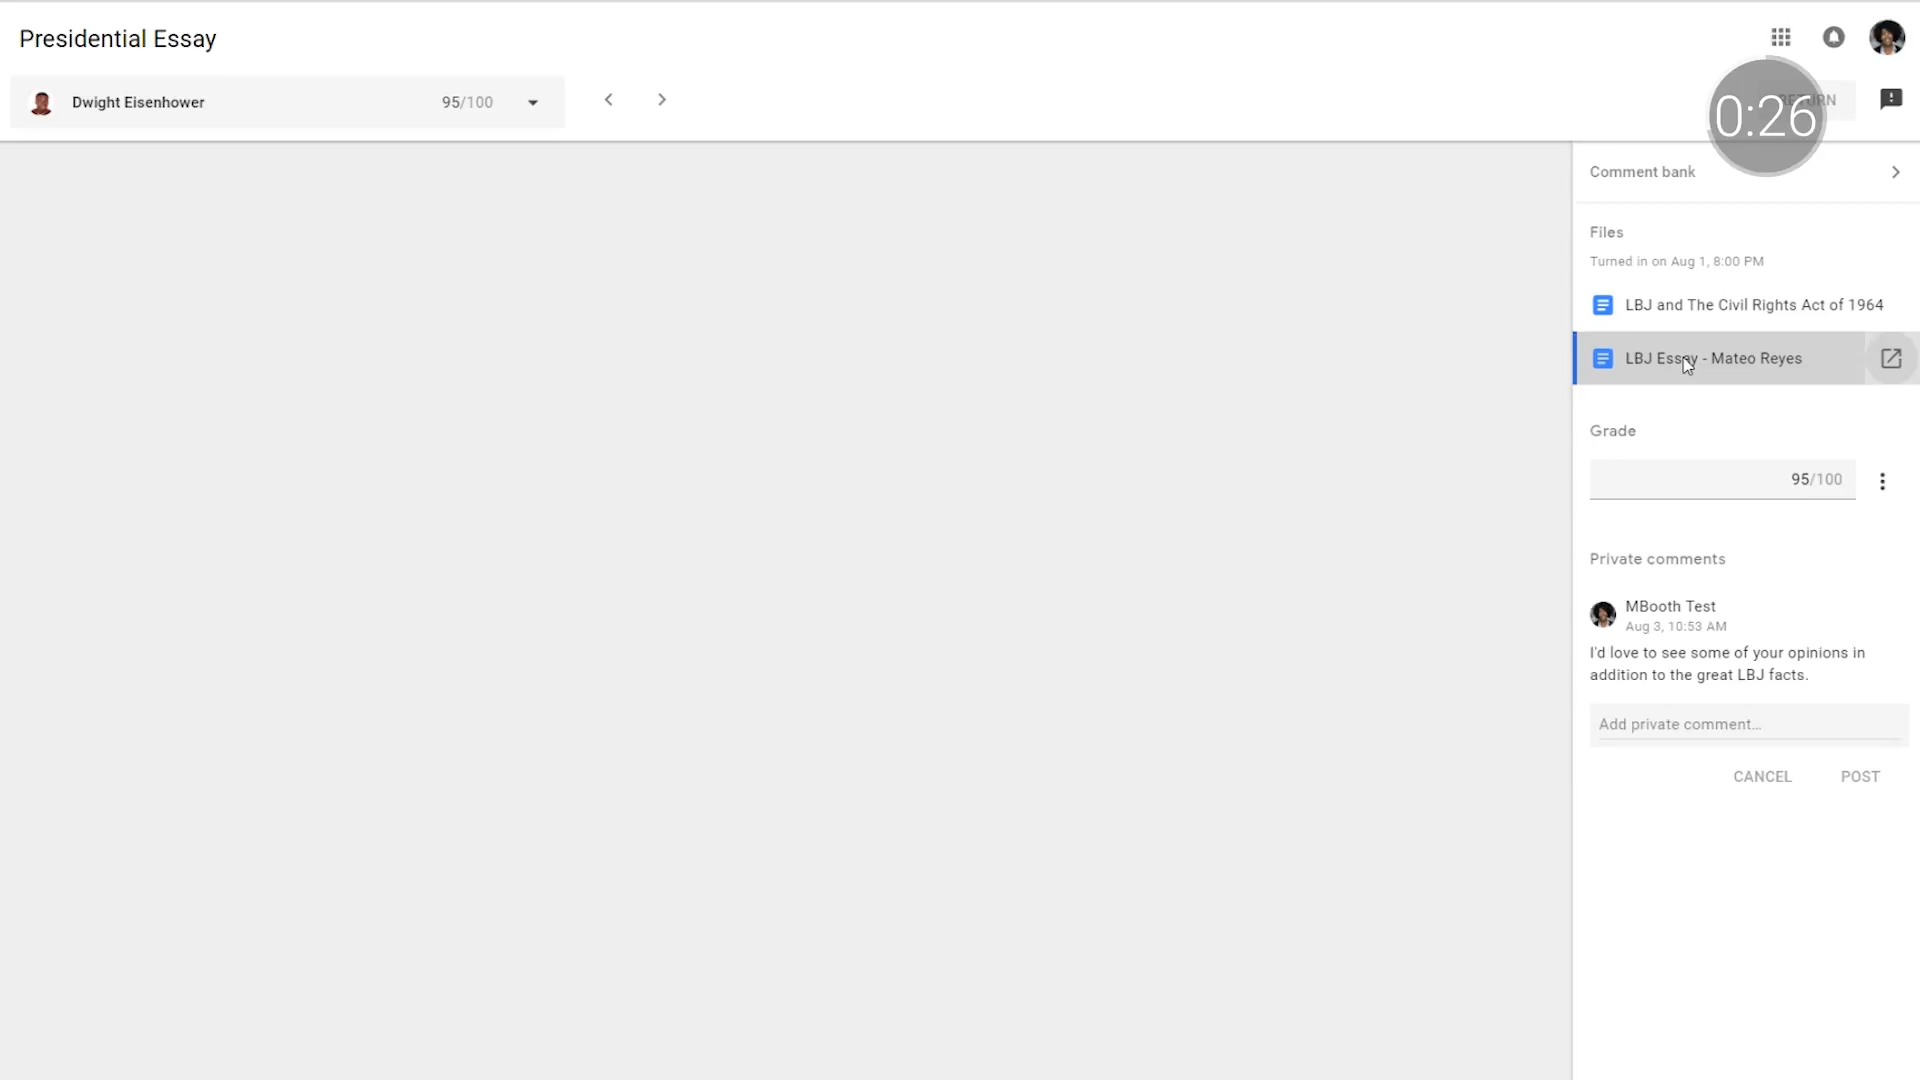 Presidential Essay
Dwight Eisenhower 95/100
RETURN
0:26
Comment bank
Files
Turned in on Aug 1, 8:00 PM
LBJ and The Civil Rights Act of 1964
LBJ Essay - Mateo Reyes
Grade
95/100
Private comments
MBooth Test
Aug 3, 10:53 AM
I'd love to see some of your opinions in
addition to the great LBJ facts.
Add private comment...
CANCEL POST